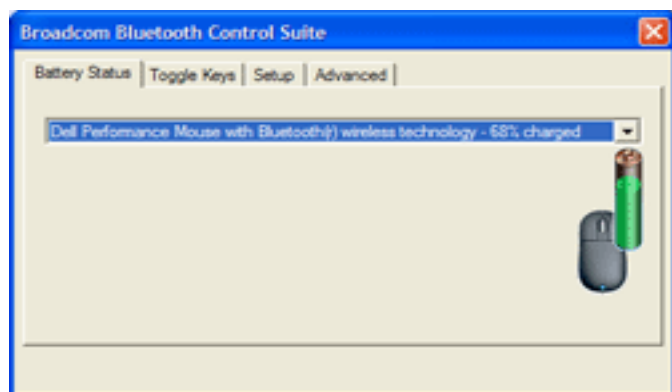 Broadcom Bluetooth Control Suite
Battery Status Toggle Keys Setup Advanced
Dell Performance Mouse with Bluetooth(r) wireless technology - 68% charged